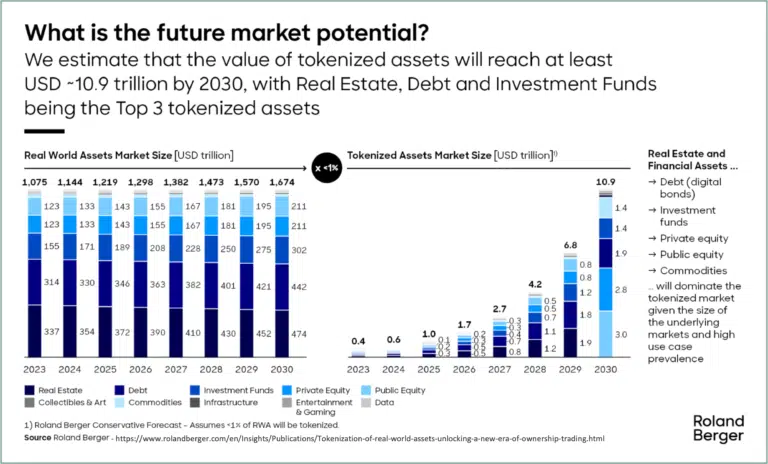 What is the future market potential?
We estimate that the value of tokenized assets will reach at least
USD ~10.9 trillion by 2030, with Real Estate, Debt and Investment Funds
being the Top 3 tokenized assets
Real World Assets Market Size [USD trillion]
x <1%
Tokenized Assets Market Size [USD trillion]1)
1,075 1,144 1,219 1,298 1,382 1,473 1,570 1,674
123 133 143 155 167 181 195 211
123 133 143 155 167 181 195 211
155 171 189 208 228 250 275 302
314 330 346 363 382 401 421 442
337 354 372 390 410 430 452 474
2023 2024 2025 2026 2027 2028 2029 2030
0.4 0.6 1.0 1.7 2.7 4.2 6.8 10.9
0.1 0.2 0.3 0.5 0.8 1.4
0.2 0.3 0.3 0.5 0.8 1.4
0.3 0.5 0.4 0.7 1.2 1.9
0.5 0.7 1.1 1.8 2.8
0.8 1.2 1.9 3.0
2023 2024 2025 2026 2027 2028 2029 2030
Real Estate and
Financial Assets ...
→ Debt (digital
bonds)
→ Investment
funds
→ Private equity
→ Public equity
→ Commodities
... will dominate the
tokenized market
given the size of
the underlying
markets and high
use case
prevalence
Real Estate Debt Investment Funds Private Equity Public Equity
Collectibles & Art Commodities Infrastructure Entertainment & Gaming Data
1) Roland Berger Conservative Forecast - Assumes <1% of RWA will be tokenized.
Source Roland Berger - https://www.rolandberger.com/en/Insights/Publications/Tokenization-of-real-world-assets-unlocking-a-new-era-of-ownership-trading.html
Roland
Berger